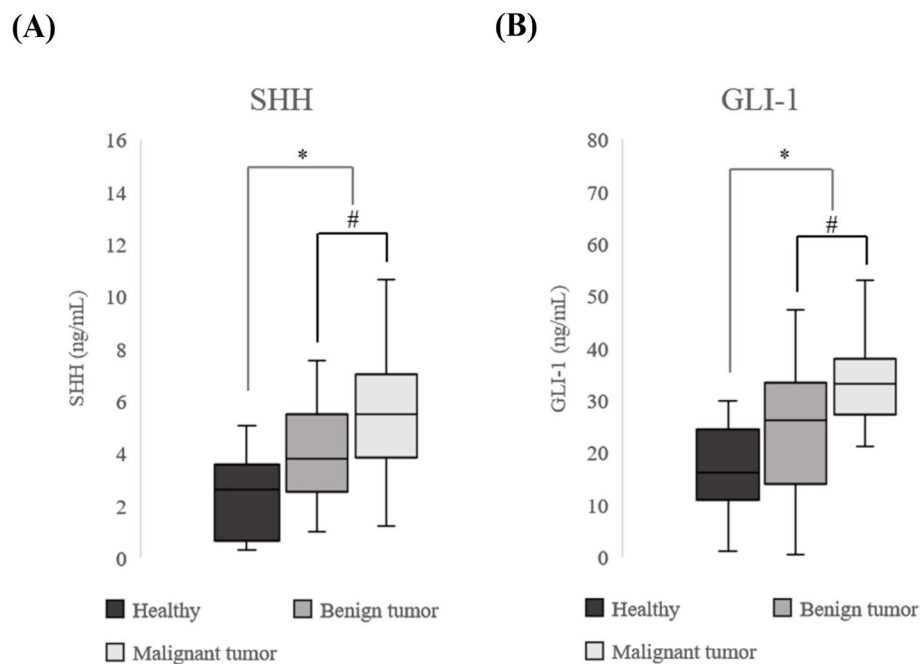 (A)
SHH
16
14
12
10
8
6
4
2
0
SHH (ng/mL)
*
#
Healthy
Benign tumor
Malignant tumor
(B)
GLI-1
80
70
60
50
40
30
20
10
0
GLI-1 (ng/mL)
*
#
Healthy
Benign tumor
Malignant tumor